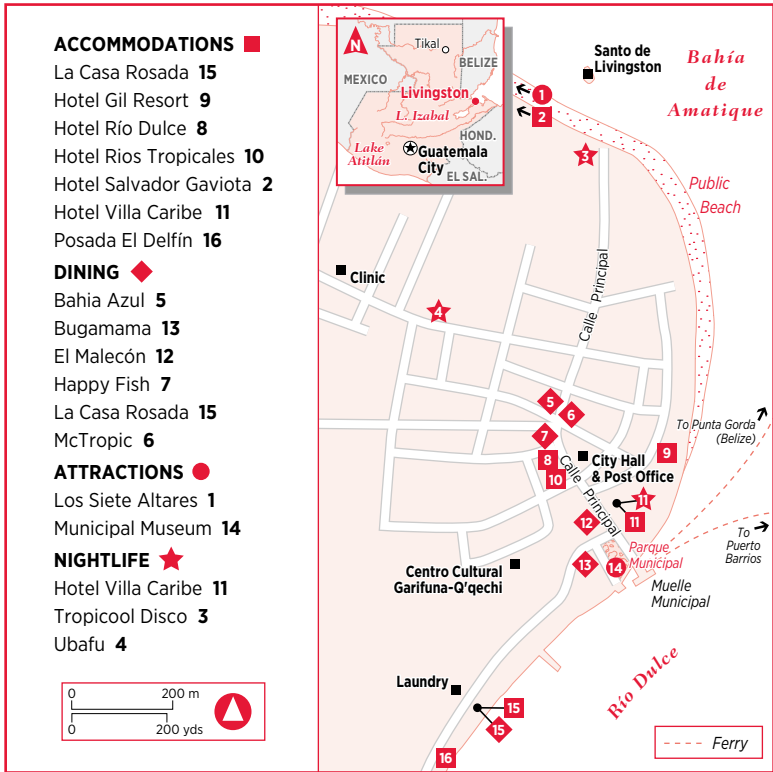 ACCOMMODATIONS
La Casa Rosada 15
Hotel Gil Resort 9
Hotel Río Dulce 8
Hotel Rios Tropicales 10
Hotel Salvador Gaviota 2
Hotel Villa Caribe 11
Posada El Delfín 16
DINING
Bahia Azul 5
Bugamama 13
El Malecón 12
Happy Fish 7
La Casa Rosada 15
McTropic 6
ATTRACTIONS
Los Siete Altares 1
Municipal Museum 14
NIGHTLIFE
Hotel Villa Caribe 11
Tropicool Disco 3
Ubafu 4
0 200 m
0 200 yds
N
Tikal
BELIZE
MEXICO
Livingston
L. Izabal
HOND.
Lake
Atitlán
Guatemala
City
EL SAL.
Santo de
Livingston
Bahía
de
Amatique
1
2
3
Public
Beach
Clinic
Calle Principal
4
5
6
7
To Punta Gorda
(Belize)
8
City Hall
& Post Office
9
10
Calle Principal
11
11
12
To
Puerto
Barrios
Parque
Municipal
13
14
Centro Cultural
Garifuna-Q'qechi
Muelle
Municipal
Río Dulce
Laundry
15
15
16
Ferry